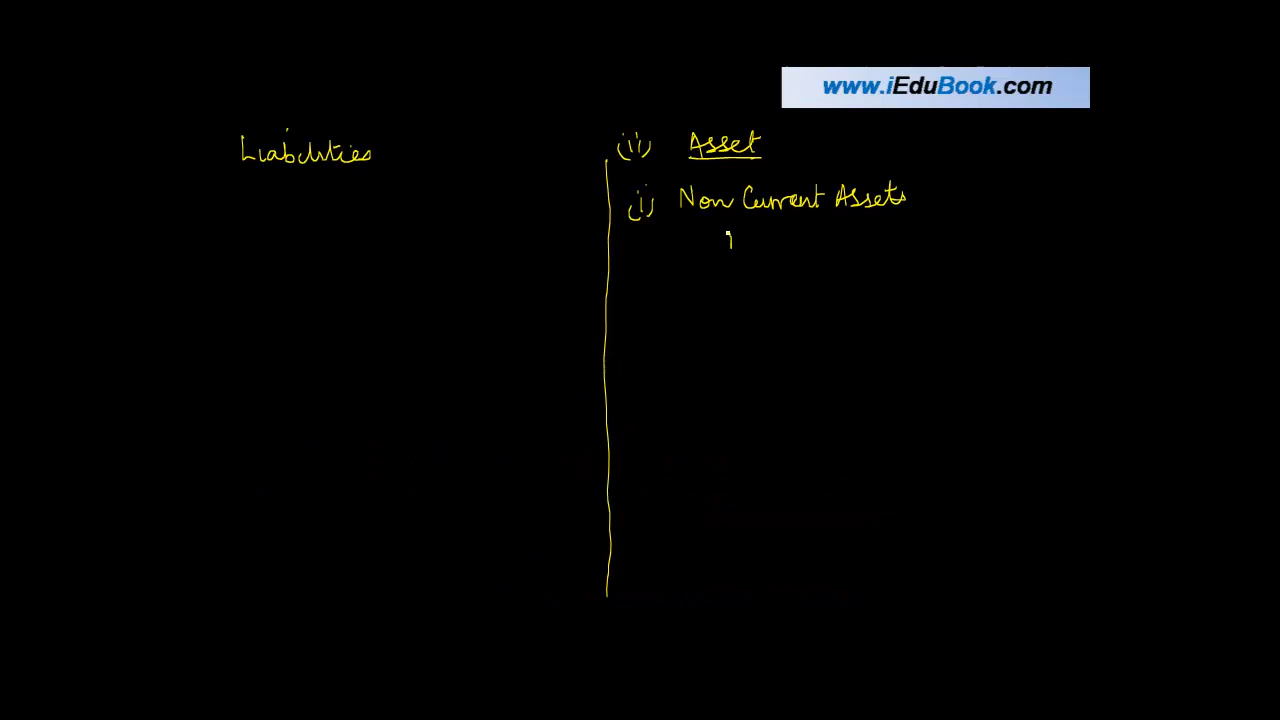 www.iEduBook.com
Liabilities
(ii) Asset
(i) Non Current Assets